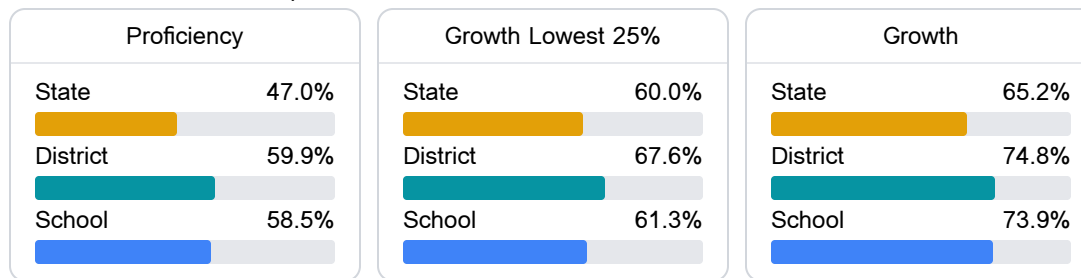 Proficiency
State 47.0%
District 59.9%
School 58.5%
Growth Lowest 25%
State 60.0%
District 67.6%
School 61.3%
Growth
State 65.2%
District 74.8%
School 73.9%